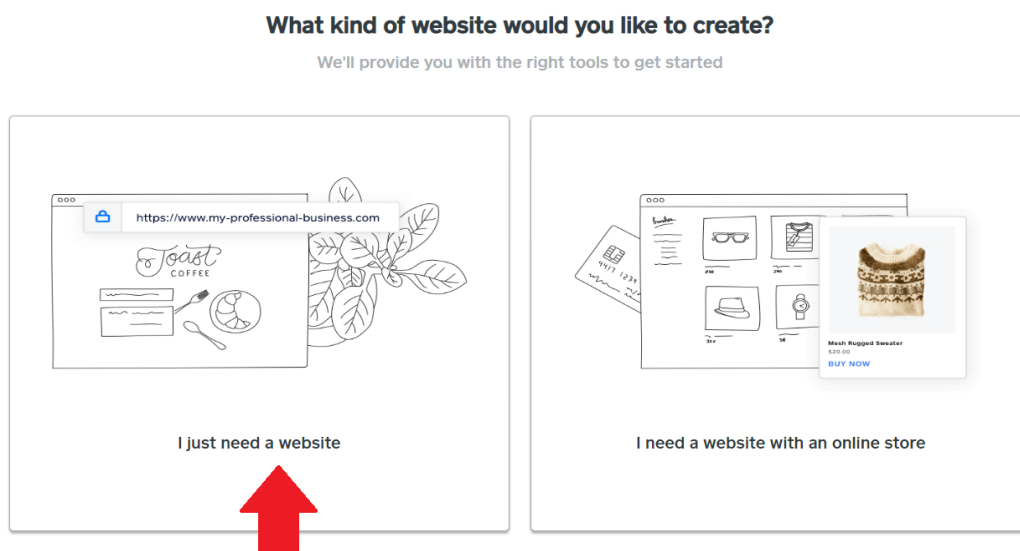 What kind of website would you like to create?
We'll provide you with the right tools to get started
https://www.my-professional-business.com
Toast
COFFEE
I just need a website
4417 1234
Mesh Rugged Sweater
$20.00
BUY NOW
I need a website with an online store